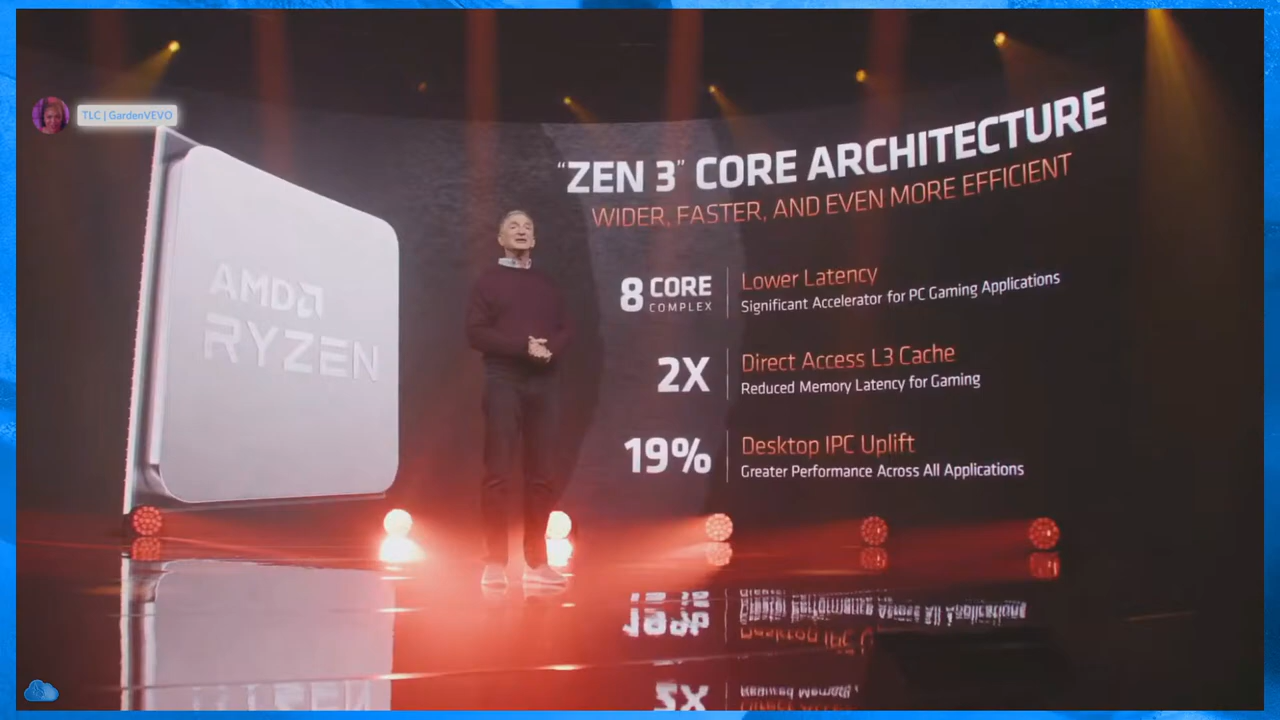 TLC | GardenVEVO
AMD
RYZEN
"ZEN 3" CORE ARCHITECTURE
WIDER, FASTER, AND EVEN MORE EFFICIENT
8 CORE
COMPLEX
Lower Latency
Significant Accelerator for PC Gaming Applications
2X
Direct Access L3 Cache
Reduced Memory Latency for Gaming
19%
Desktop IPC Uplift
Greater Performance Across All Applications